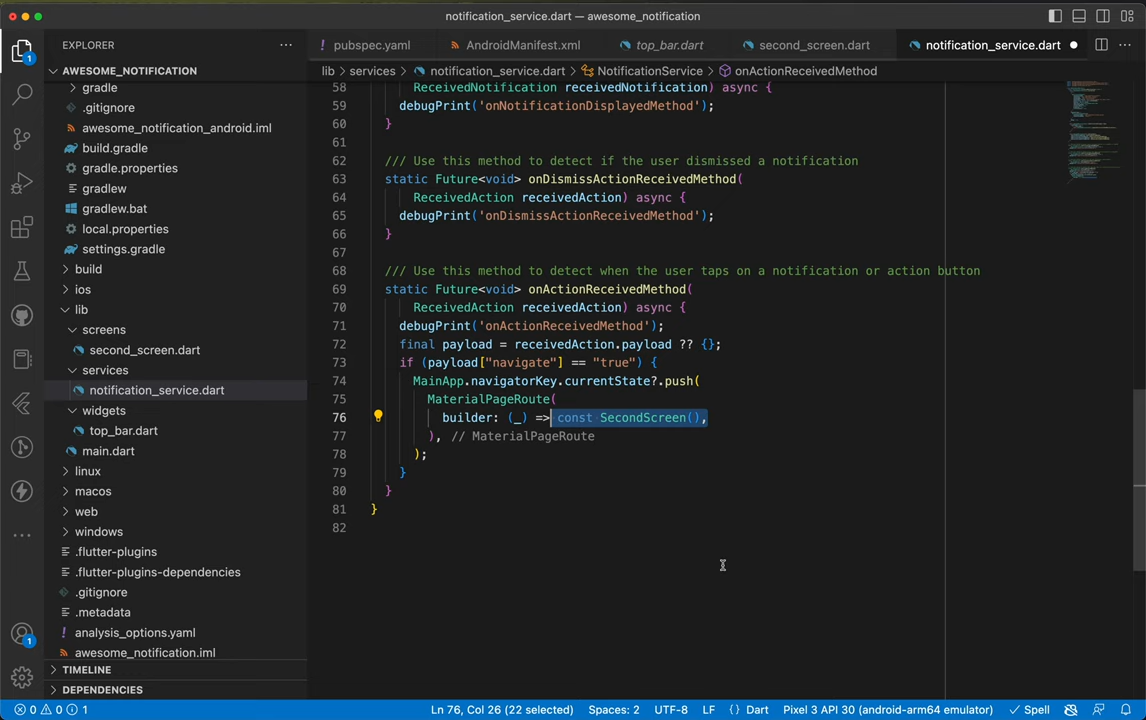 notification_service.dart — awesome_notification
EXPLORER
! pubspec.yaml
AndroidManifest.xml
top_bar.dart
second_screen.dart
notification_service.dart
AWESOME_NOTIFICATION
lib > services > notification_service.dart > NotificationService > onActionReceivedMethod
gradle
.gitignore
awesome_notification_android.iml
build.gradle
gradle.properties
gradlew
gradlew.bat
local.properties
settings.gradle
build
ios
lib
screens
second_screen.dart
services
notification_service.dart
widgets
top_bar.dart
main.dart
linux
macos
web
windows
.flutter-plugins
.flutter-plugins-dependencies
.gitignore
.metadata
! analysis_options.yaml
awesome_notification.iml
TIMELINE
DEPENDENCIES
1
1
58 ReceivedNotification receivedNotification) async {
59 debugPrint('onNotificationDisplayedMethod');
60 }
61
62 /// Use this method to detect if the user dismissed a notification
63 static Future<void> onDismissActionReceivedMethod(
64 ReceivedAction receivedAction) async {
65 debugPrint('onDismissActionReceivedMethod');
66 }
67
68 /// Use this method to detect when the user taps on a notification or action button
69 static Future<void> onActionReceivedMethod(
70 ReceivedAction receivedAction) async {
71 debugPrint('onActionReceivedMethod');
72 final payload = receivedAction.payload ?? {};
73 if (payload["navigate"] == "true") {
74 MainApp.navigatorKey.currentState?.push(
75 MaterialPageRoute(
76 builder: (_) => const SecondScreen(),
77 ), // MaterialPageRoute
78 );
79 }
80 }
81 }
82
0 0 1 Ln 76, Col 26 (22 selected) Spaces: 2 UTF-8 LF {} Dart Pixel 3 API 30 (android-arm64 emulator) Spell